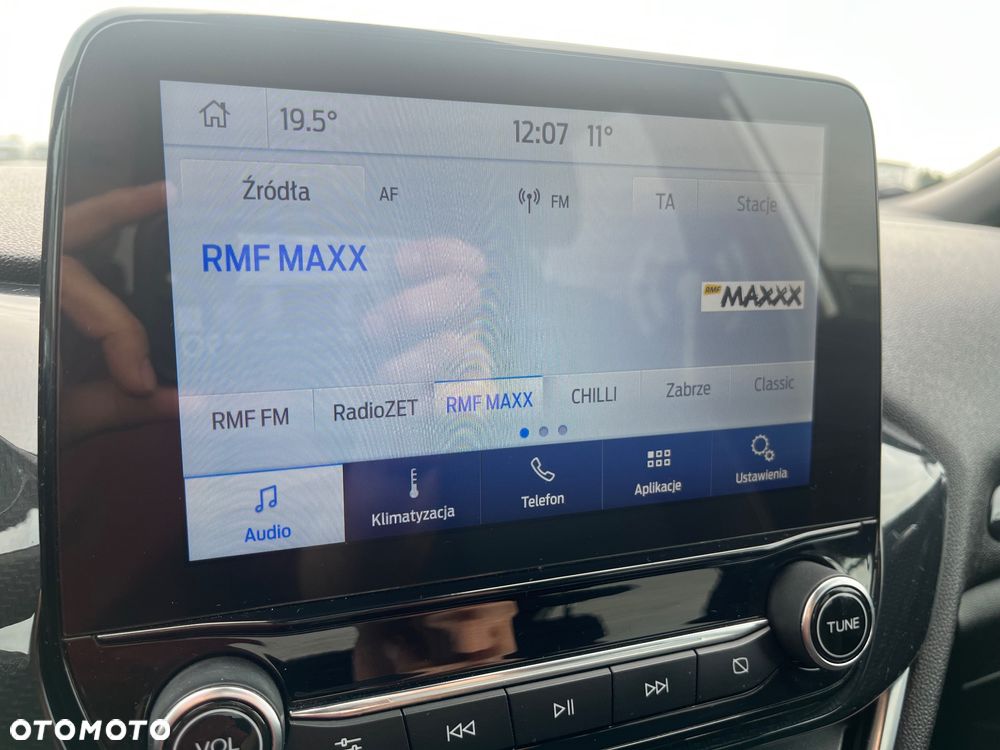 19.5° 12:07 11°
Źródła AF FM TA Stacje
RMF MAXX
RMF MAXXX
RMF FM RadioZET RMF MAXX CHILLI Zabrze Classic
Audio Klimatyzacja Telefon Aplikacje Ustawienia
TUNE
VOL
OTOMOTO